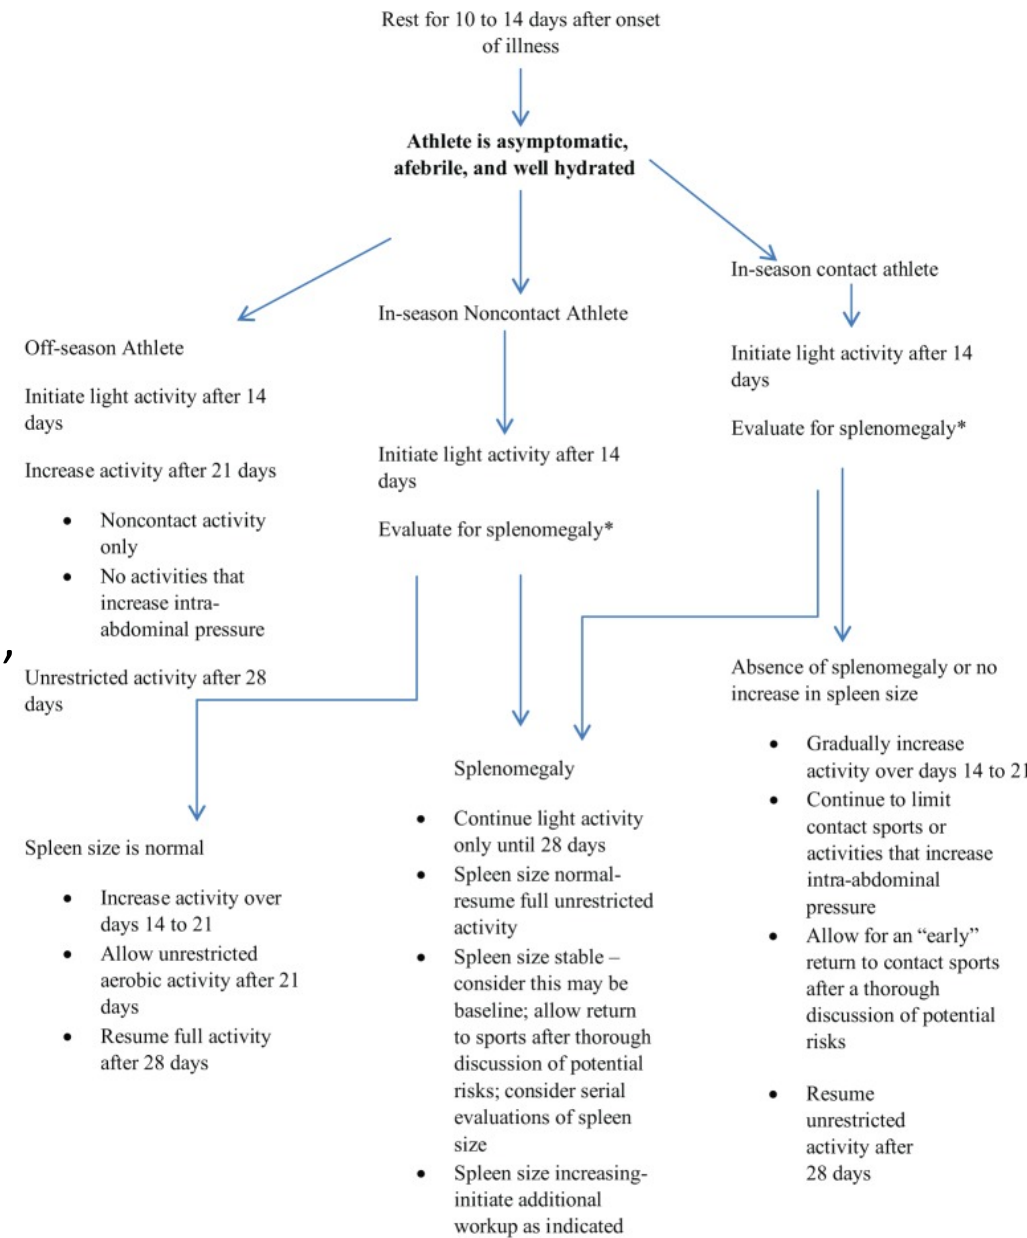 Rest for 10 to 14 days after onset
of illness
Athlete is asymptomatic,
afebrile, and well hydrated
Off-season Athlete
Initiate light activity after 14
days
Increase activity after 21 days
• Noncontact activity
only
• No activities that
increase intra-
abdominal pressure
,
Unrestricted activity after 28
days
In-season Noncontact Athlete
Initiate light activity after 14
days
Evaluate for splenomegaly*
In-season contact athlete
Initiate light activity after 14
days
Evaluate for splenomegaly*
Spleen size is normal
• Increase activity over
days 14 to 21
• Allow unrestricted
aerobic activity after 21
days
• Resume full activity
after 28 days
Splenomegaly
• Continue light activity
only until 28 days
• Spleen size normal-
resume full unrestricted
activity
• Spleen size stable –
consider this may be
baseline; allow return
to sports after thorough
discussion of potential
risks; consider serial
evaluations of spleen
size
• Spleen size increasing-
initiate additional
workup as indicated
Absence of splenomegaly or no
increase in spleen size
• Gradually increase
activity over days 14 to 21
• Continue to limit
contact sports or
activities that increase
intra-abdominal
pressure
• Allow for an “early”
return to contact sports
after a thorough
discussion of potential
risks
• Resume
unrestricted
activity after
28 days